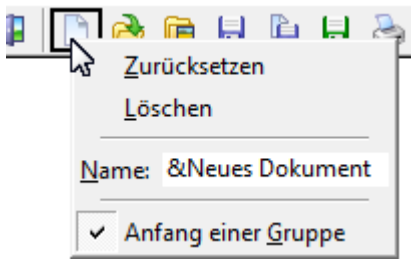 Zurücksetzen
Löschen
Name: &Neues Dokument
Anfang einer Gruppe